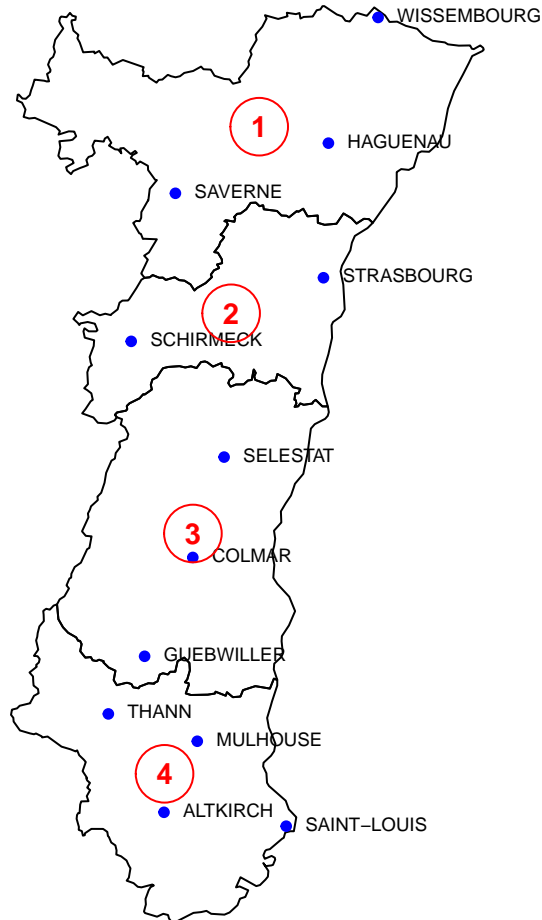 WISSEMBOURG
1
HAGUENAU
SAVERNE
STRASBOURG
2
SCHIRMECK
SELESTAT
3
COLMAR
GUEBWILLER
THANN
MULHOUSE
4
ALTKIRCH
SAINT–LOUIS